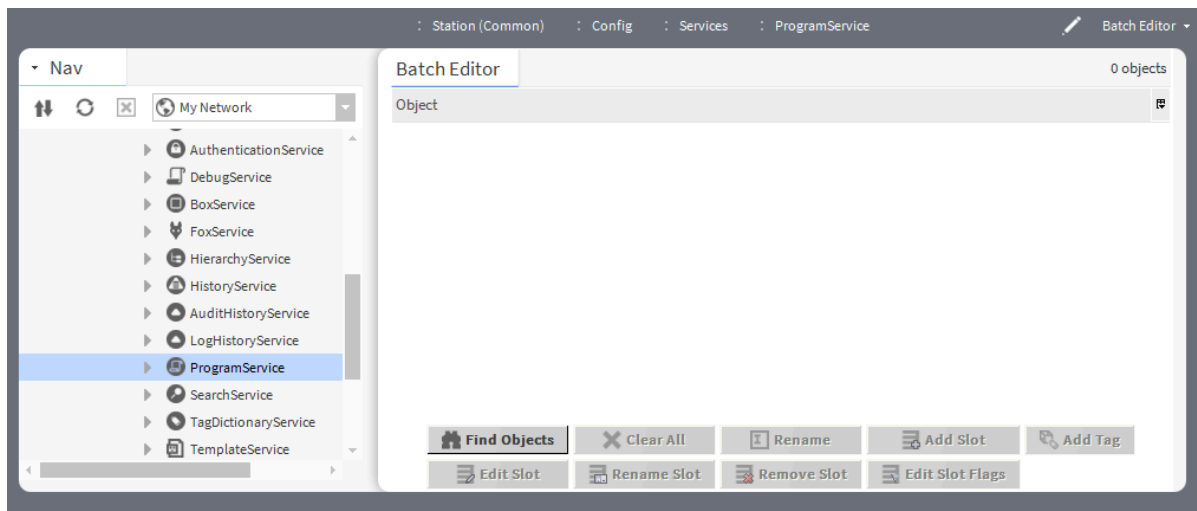 : Station (Common) : Config : Services : ProgramService Batch Editor
Nav
My Network
AuthenticationService
DebugService
BoxService
FoxService
HierarchyService
HistoryService
AuditHistoryService
LogHistoryService
ProgramService
SearchService
TagDictionaryService
TemplateService
Batch Editor 0 objects
Object
Find Objects Clear All Rename Add Slot Add Tag
Edit Slot Rename Slot Remove Slot Edit Slot Flags